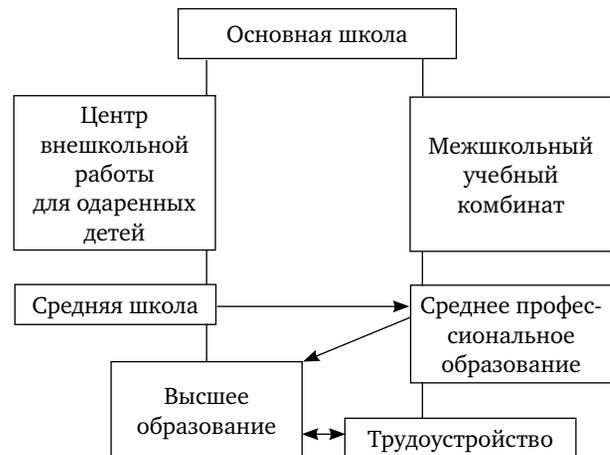 Основная школа
Центр
внешкольной
работы
для одаренных
детей
Межшкольный
учебный
комбинат
Средняя школа
Среднее профес-
сиональное
образование
Высшее
образование
Трудоустройство